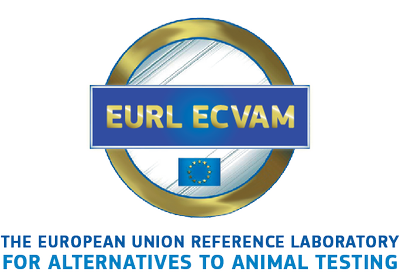 EURL ECVAM
THE EUROPEAN UNION REFERENCE LABORATORY
FOR ALTERNATIVES TO ANIMAL TESTING